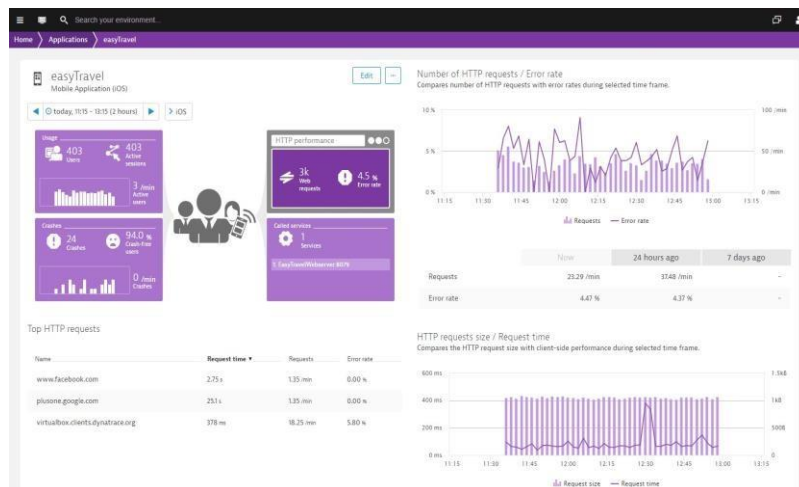 Search your environment...
Home
Applications
easyTravel
easyTravel
Mobile Application (iOS)
Edit
...
today, 11:15 - 13:15 (2 hours)
iOS
Usage
403
Users
403
Active
sessions
3 /min
Active
users
Crashes
24
Crashes
94.0 %
Crash-free
users
0 /min
Crashes
HTTP performance
3k
Web
requests
4.5 %
Error rate
Called services
1
Services
1 EasyTravelWebserver:8079
Top HTTP requests
Name
Request time ▼
Requests
Error rate
www.facebook.com
2.75 s
1.35 /min
0.00 %
plusone.google.com
25.1 s
1.35 /min
0.00 %
virtualbox.clients.dynatrace.org
378 ms
18.25 /min
5.80 %
Number of HTTP requests / Error rate
Compares number of HTTP requests with error rates during selected time frame.
10 %
5 %
0 %
100 /min
50 /min
0 /min
11:15 11:30 11:45 12:00 12:15 12:30 12:45 13:00 13:15
Requests
Error rate
Now
24 hours ago
7 days ago
Requests
23.29 /min
37.48 /min
-
Error rate
4.47 %
4.37 %
-
HTTP requests size / Request time
Compares the HTTP request size with client-side performance during selected time frame.
600 ms
400 ms
200 ms
0 ms
1.5kB
1kB
500B
0
11:15 11:30 11:45 12:00 12:15 12:30 12:45 13:00 13:15
Request size
Request time